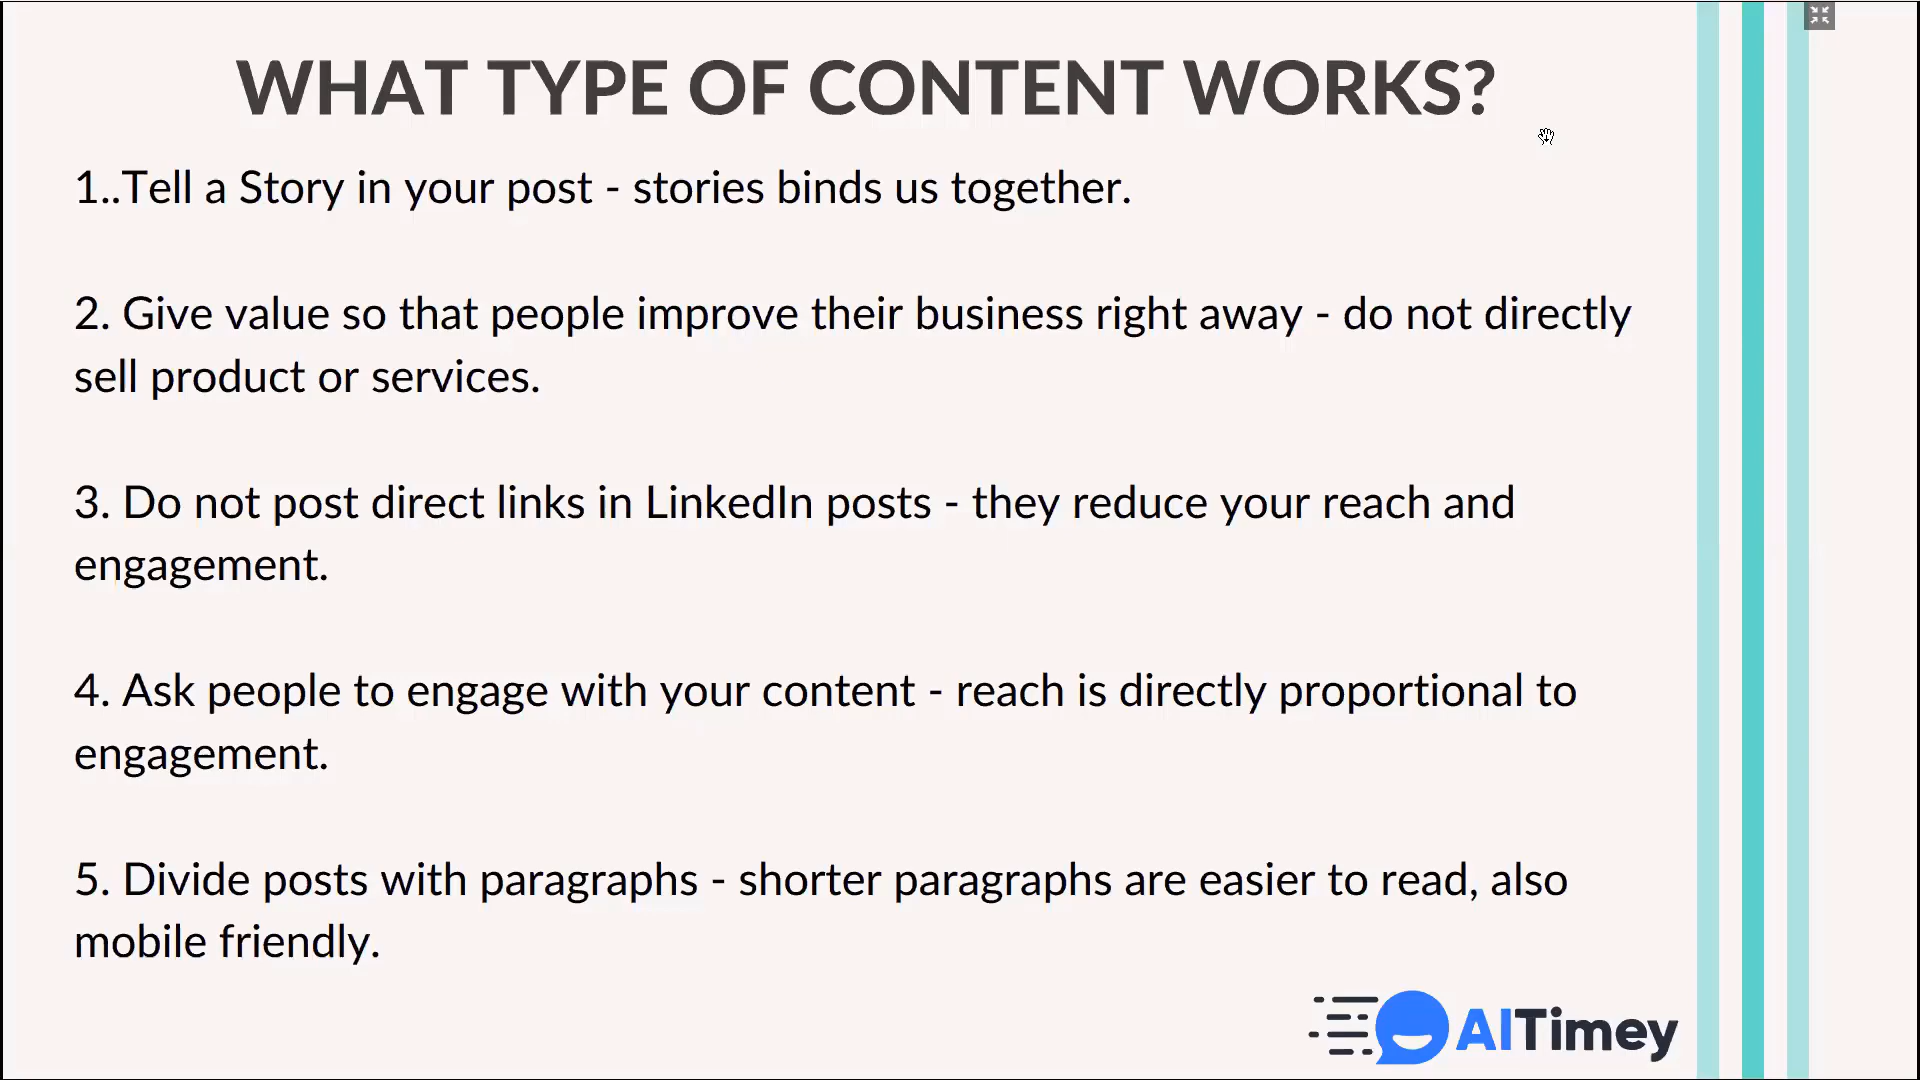 WHAT TYPE OF CONTENT WORKS?
1..Tell a Story in your post - stories binds us together.
2. Give value so that people improve their business right away - do not directly
sell product or services.
3. Do not post direct links in LinkedIn posts - they reduce your reach and
engagement.
4. Ask people to engage with your content - reach is directly proportional to
engagement.
5. Divide posts with paragraphs - shorter paragraphs are easier to read, also
mobile friendly.
AITimey